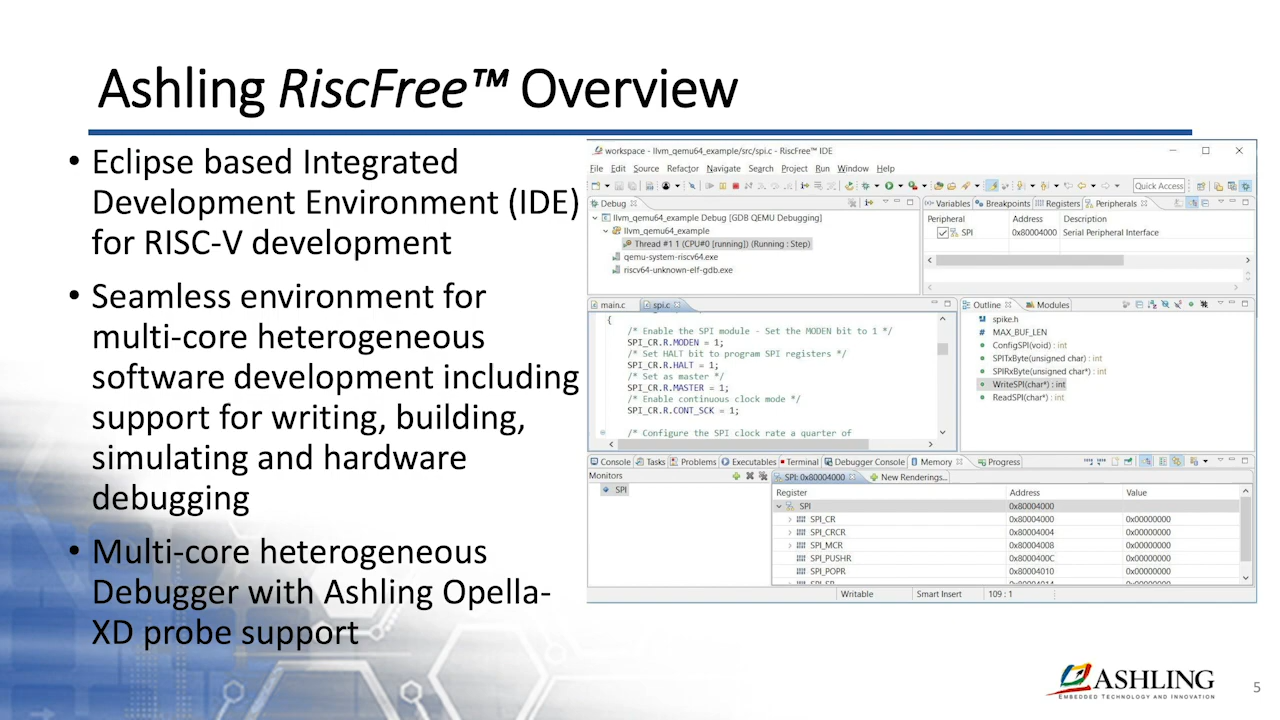 Ashling RiscFree™ Overview
• Eclipse based Integrated
Development Environment (IDE)
for RISC-V development
• Seamless environment for
multi-core heterogeneous
software development including
support for writing, building,
simulating and hardware
debugging
• Multi-core heterogeneous
Debugger with Ashling Opella-
XD probe support
workspace - llvm_qemu64_example/src/spi.c - RiscFree™ IDE
File Edit Source Refactor Navigate Search Project Run Window Help
Quick Access
Debug
llvm_qemu64_example Debug [GDB QEMU Debugging]
llvm_qemu64_example
Thread #1 1 (CPU#0 [running]) (Running : Step)
qemu-system-riscv64.exe
riscv64-unknown-elf-gdb.exe
Variables Breakpoints Registers Peripherals
Peripheral Address Description
SPI 0x80004000 Serial Peripheral Interface
main.c spi.c
{
/* Enable the SPI module - Set the MODEN bit to 1 */
SPI_CR.R.MODEN = 1;
/* Set HALT bit to program SPI registers */
SPI_CR.R.HALT = 1;
/* Set as master */
SPI_CR.R.MASTER = 1;
/* Enable continuous clock mode */
SPI_CR.R.CONT_SCK = 1;
/* Configure the SPI clock rate a quarter of
Outline Modules
spike.h
MAX_BUF_LEN
ConfigSPI(void) : int
SPITxByte(unsigned char) : int
SPIRxByte(unsigned char*) : int
WriteSPI(char*) : int
ReadSPI(char*) : int
Console Tasks Problems Executables Terminal Debugger Console Memory Progress
Monitors
SPI
SPI: 0x80004000 New Renderings...
Register Address Value
SPI 0x80004000
SPI_CR 0x80004000 0x00000000
SPI_CRCR 0x80004004 0x00000000
SPI_MCR 0x80004008 0x00000000
SPI_PUSHR 0x8000400C 0x00000000
SPI_POPR 0x80004010 0x00000000
SPI_SR 0x80004014 0x00000000
Writable Smart Insert 109 : 1
ASHLING
EMBEDDED TECHNOLOGY AND INNOVATION
5